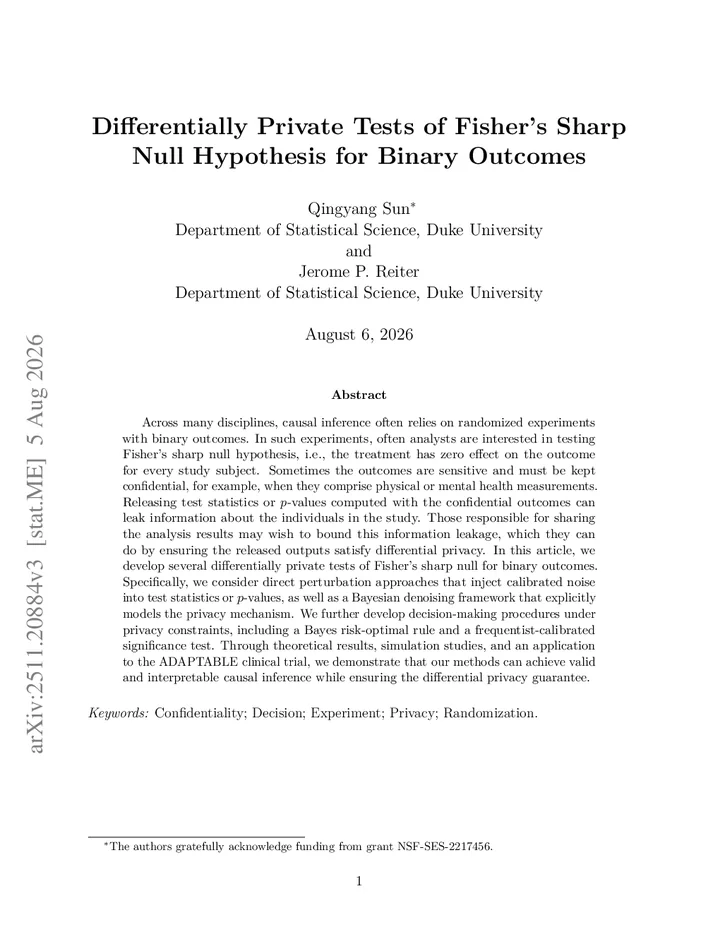 Differentially Private Tests of Fisher's Sharp
Null Hypothesis for Binary Outcomes
Qingyang Sun*
Department of Statistical Science, Duke University
and
Jerome P. Reiter
Department of Statistical Science, Duke University
August 6, 2026
Abstract
Across many disciplines, causal inference often relies on randomized experiments
with binary outcomes. In such experiments, often analysts are interested in testing
Fisher's sharp null hypothesis, i.e., the treatment has zero effect on the outcome
for every study subject. Sometimes the outcomes are sensitive and must be kept
confidential, for example, when they comprise physical or mental health measurements.
Releasing test statistics or p-values computed with the confidential outcomes can
leak information about the individuals in the study. Those responsible for sharing
the analysis results may wish to bound this information leakage, which they can
do by ensuring the released outputs satisfy differential privacy. In this article, we
develop several differentially private tests of Fisher's sharp null for binary outcomes.
Specifically, we consider direct perturbation approaches that inject calibrated noise
into test statistics or p-values, as well as a Bayesian denoising framework that explicitly
models the privacy mechanism. We further develop decision-making procedures under
privacy constraints, including a Bayes risk-optimal rule and a frequentist-calibrated
significance test. Through theoretical results, simulation studies, and an application
to the ADAPTABLE clinical trial, we demonstrate that our methods can achieve valid
and interpretable causal inference while ensuring the differential privacy guarantee.
Keywords: Confidentiality; Decision; Experiment; Privacy; Randomization.
*The authors gratefully acknowledge funding from grant NSF-SES-2217456.
1
arXiv:2511.20884v3 [stat.ME] 5 Aug 2026